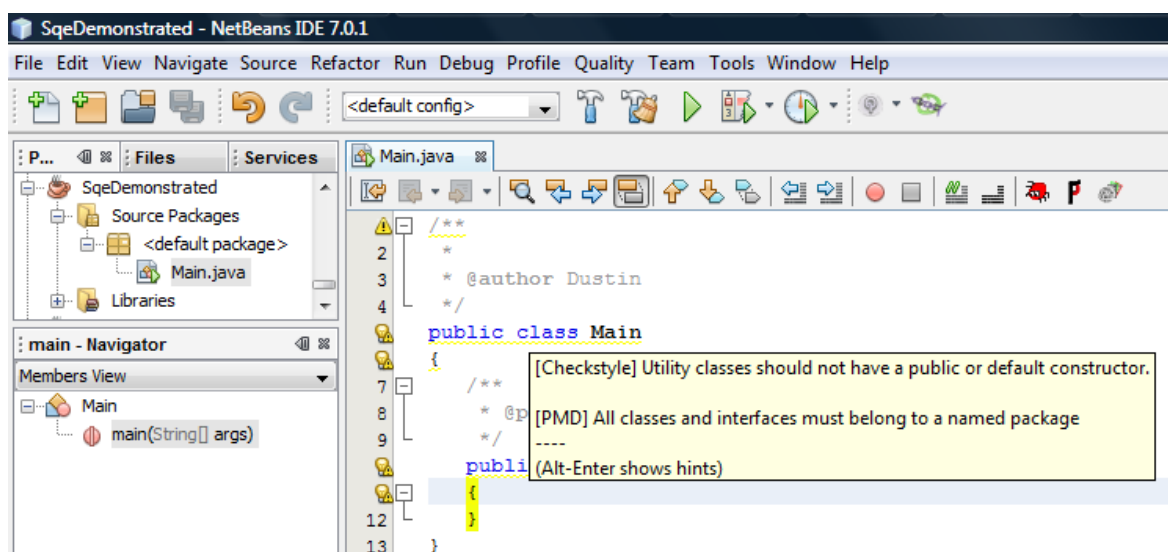 SqeDemonstrated - NetBeans IDE 7.0.1
File Edit View Navigate Source Refactor Run Debug Profile Quality Team Tools Window Help
<default config>
P... Files Services
Main.java
SqeDemonstrated
Source Packages
<default package>
Main.java
Libraries
main - Navigator
Members View
Main
main(String[] args)
/**
2 *
3 * @author Dustin
4 */
public class Main
{
7 /**
8 * @p
9 */
publi
{
12 }
13 }
[Checkstyle] Utility classes should not have a public or default constructor.
[PMD] All classes and interfaces must belong to a named package
----
(Alt-Enter shows hints)